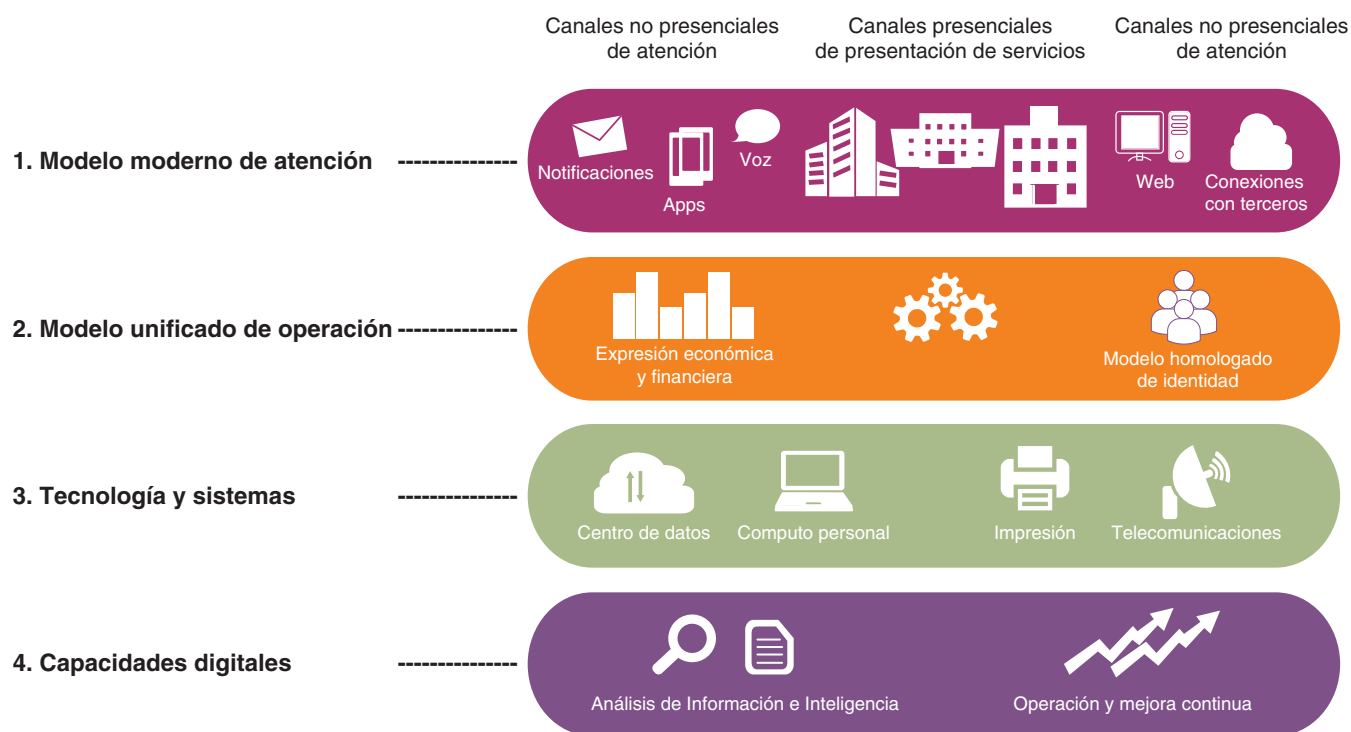 Canales no presenciales
de atención
Canales presenciales
de presentación de servicios
Canales no presenciales
de atención
1. Modelo moderno de atención
Notificaciones
Apps
Voz
Web
Conexiones
con terceros
2. Modelo unificado de operación
Expresión económica
y financiera
Modelo homologado
de identidad
3. Tecnología y sistemas
Centro de datos
Computo personal
Impresión
Telecomunicaciones
4. Capacidades digitales
Análisis de Información e Inteligencia
Operación y mejora continua